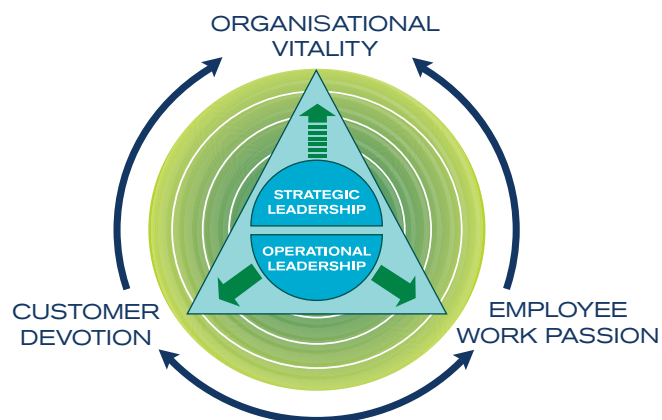 ORGANISATIONAL
VITALITY
STRATEGIC
LEADERSHIP
OPERATIONAL
LEADERSHIP
CUSTOMER
DEVOTION
EMPLOYEE
WORK PASSION